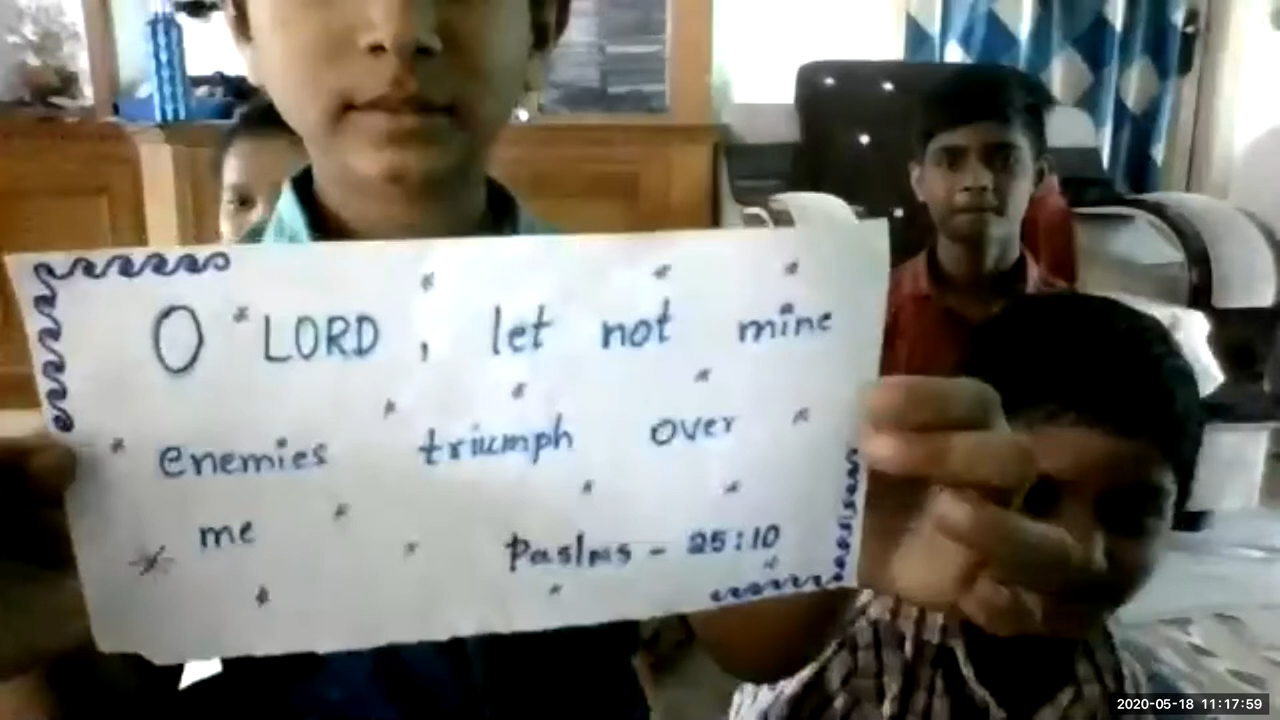 O LORD, let not mine
enemies triumph over
me
Paslms - 25:10
2020-05-18 11:17:59